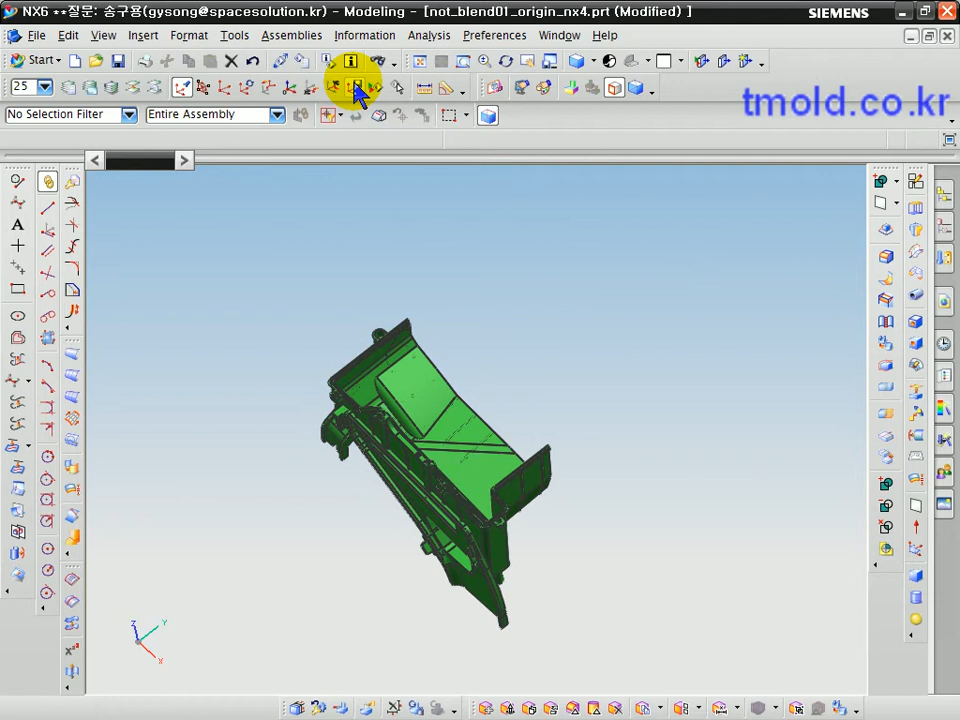 NX6 **질문: 송구용(gysong@spacesolution.kr) - Modeling - [not_blend01_origin_nx4.prt (Modified) ]
SIEMENS
File Edit View Insert Format Tools Assemblies Information Analysis Preferences Window Help
Start
25
tmold.co.kr
No Selection Filter Entire Assembly
Z
Y
X